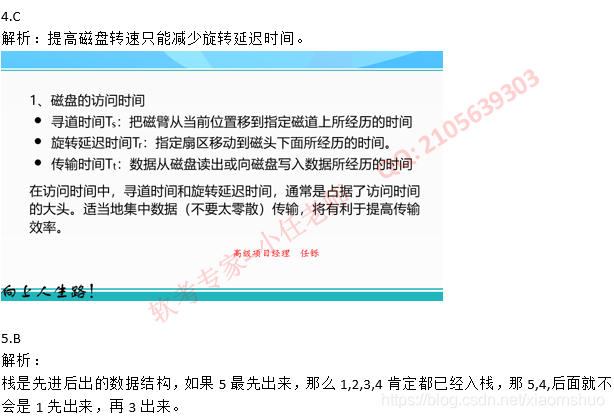 4.C
解析：提高磁盘转速只能减少旋转延迟时间。
1、磁盘的访问时间
● 寻道时间Ts：把磁臂从当前位置移到指定磁道上所经历的时间
● 旋转延迟时间Tr：指定扇区移动到磁头下面所经历的时间。
● 传输时间Tt：数据从磁盘读出或向磁盘写入数据所经历的时间
在访问时间中，寻道时间和旋转延迟时间，通常是占据了访问时间
的大头。适当地集中数据（不要太零散）传输，将有利于提高传输
效率。
高级项目经理 任铄
向上人生路！
软考专家-小任老师 QQ:2105639303
5.B
解析：
栈是先进后出的数据结构，如果 5 最先出来，那么 1,2,3,4 肯定都已经入栈，那 5,4,后面就不
会是 1 先出来，再 3 出来。
https://blog.csdn.net/xiaomshuo